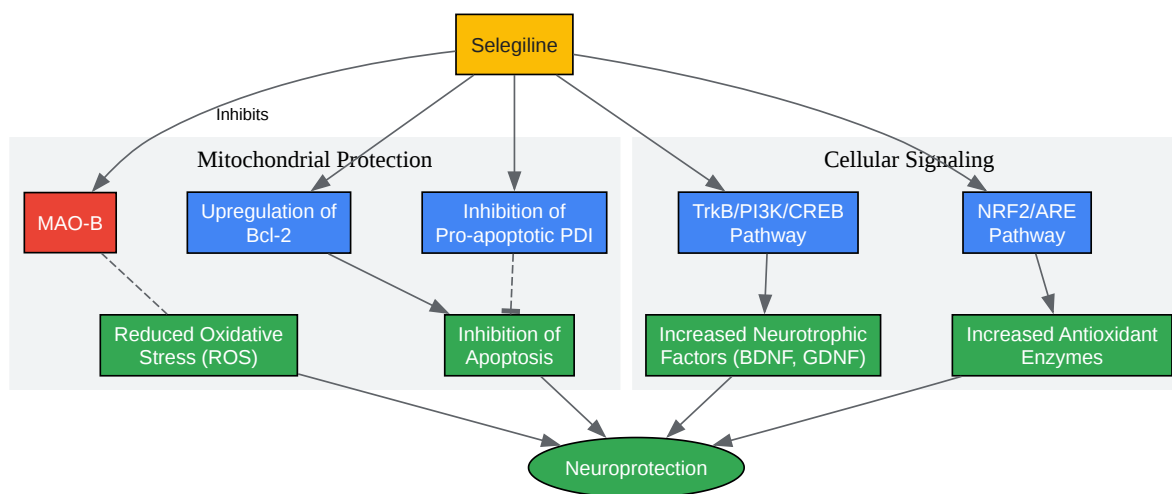 Selegiline
Inhibits
Mitochondrial Protection
Cellular Signaling
MAO-B
Upregulation of
Bcl-2
Inhibition of
Pro-apoptotic PDI
TrkB/PI3K/CREB
Pathway
NRF2/ARE
Pathway
Reduced Oxidative
Stress (ROS)
Inhibition of
Apoptosis
Increased Neurotrophic
Factors (BDNF, GDNF)
Increased Antioxidant
Enzymes
Neuroprotection